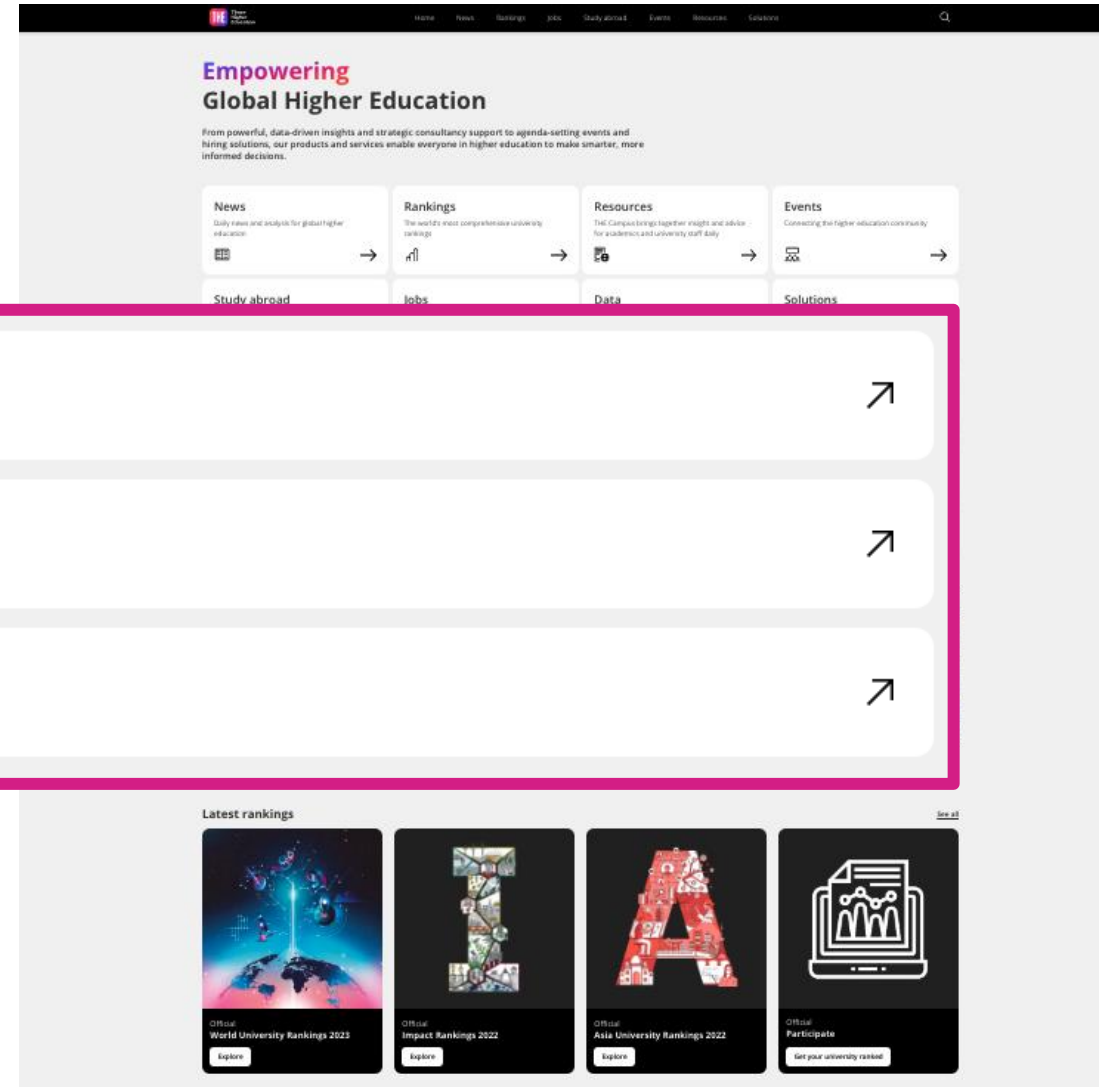 THE Times
Higher
Education
Home News Rankings Jobs Study abroad Events Resources Solutions
Empowering
Global Higher Education
From powerful, data-driven insights and strategic consultancy support to agenda-setting events and
hiring solutions, our products and services enable everyone in higher education to make smarter, more
informed decisions.
News
Daily news and analysis for global higher
education
Rankings
The world's most comprehensive university
rankings
Resources
THE Campus brings together insight and advice
for academics and university staff daily
Events
Connecting the higher education community
Study abroad
Jobs
Data
Solutions
Latest rankings
See all
Official
World University Rankings 2023
Explore
Official
Impact Rankings 2022
Explore
Official
Asia University Rankings 2022
Explore
Official
Participate
Get your university ranked